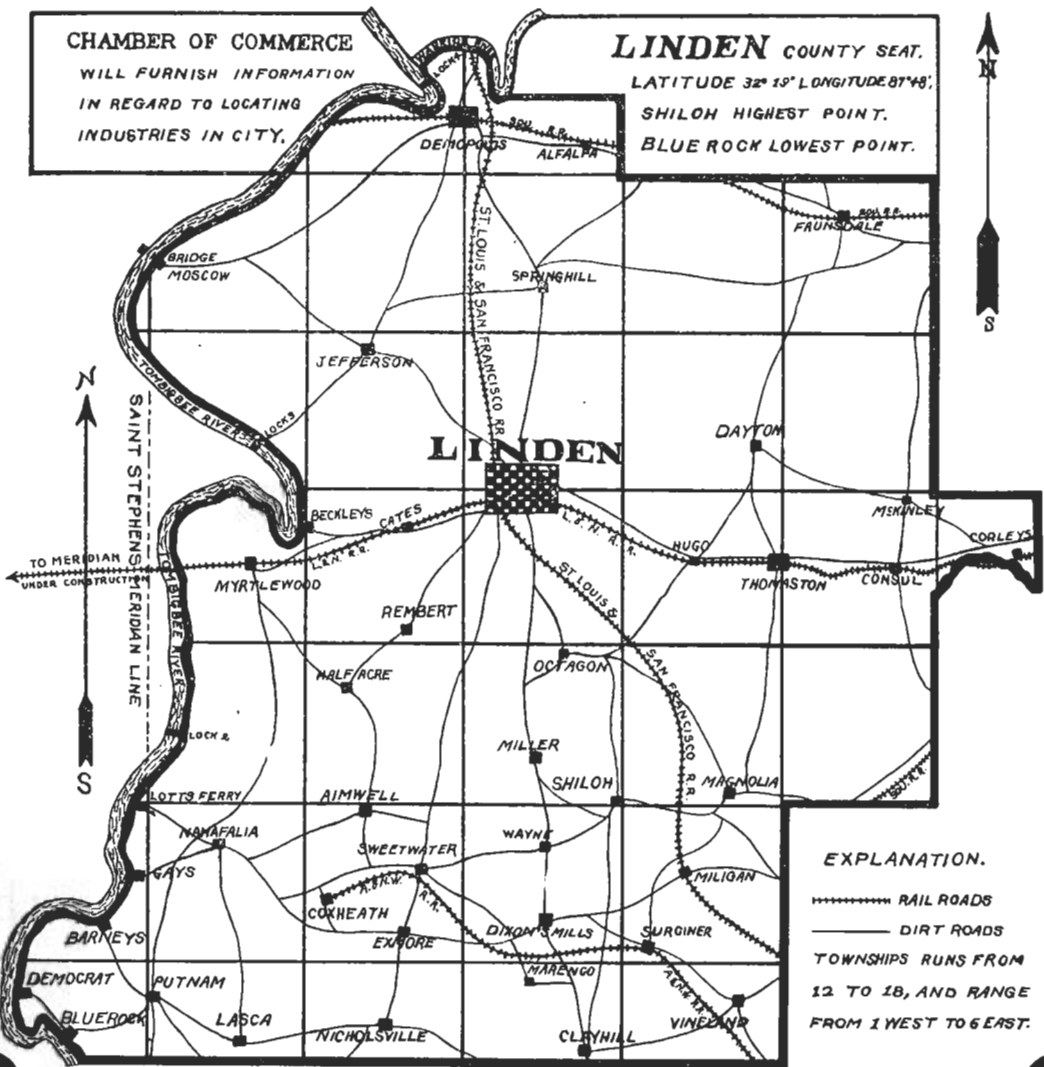 CHAMBER OF COMMERCE
WILL FURNISH INFORMATION
IN REGARD TO LOCATING
INDUSTRIES IN CITY.
LINDEN COUNTY SEAT.
LATITUDE 32° 19" LONGITUDE 87°48'.
SHILOH HIGHEST POINT.
BLUE ROCK LOWEST POINT.
N
S
LOCK 4
DEMOPOLIS
SOU. R.R.
ALFALFA
FAUNSDALE
SOU. R.R.
BRIDGE
MOSCOW
SPRINGHILL
ST. LOUIS & SAN FRANCISCO RR
JEFFERSON
N
S
SAINT STEPHENS MERIDIAN LINE
TOMBIGBEE RIVER
LOCK 3
LINDEN
DAYTON
MCKINLEY
BECKLEYS
CATES
L.& N. R.R.
L.& N. R.R.
HUGO
THOMASTON
CONSUL
CORLEYS
TO MERIDIAN
UNDER CONSTRUCTION
MYRTLEWOOD
TOMBIGBEE RIVER
REMBERT
ST LOUIS &
SAN FRANCISCO R.R.
OCTAGON
HALF ACRE
LOCK 2
MILLER
SHILOH
MAGNOLIA
SOU. R.R.
LOTTS FERRY
AIMWELL
NANAFALIA
WAYNE
GAYS
SWEETWATER
A.& N.W.
R.R.
MILIGAN
COXHEATH
BARNEYS
EXMORE
DIXON'S MILLS
SURGINER
DEMOCRAT
PUTNAM
MARENGO
BLUEROCK
LASCA
NICHOLSVILLE
CLAYHILL
VINELAND
EXPLANATION.
RAIL ROADS
DIRT ROADS
TOWNSHIPS RUNS FROM
12 TO 18, AND RANGE
FROM 1 WEST TO 6 EAST.